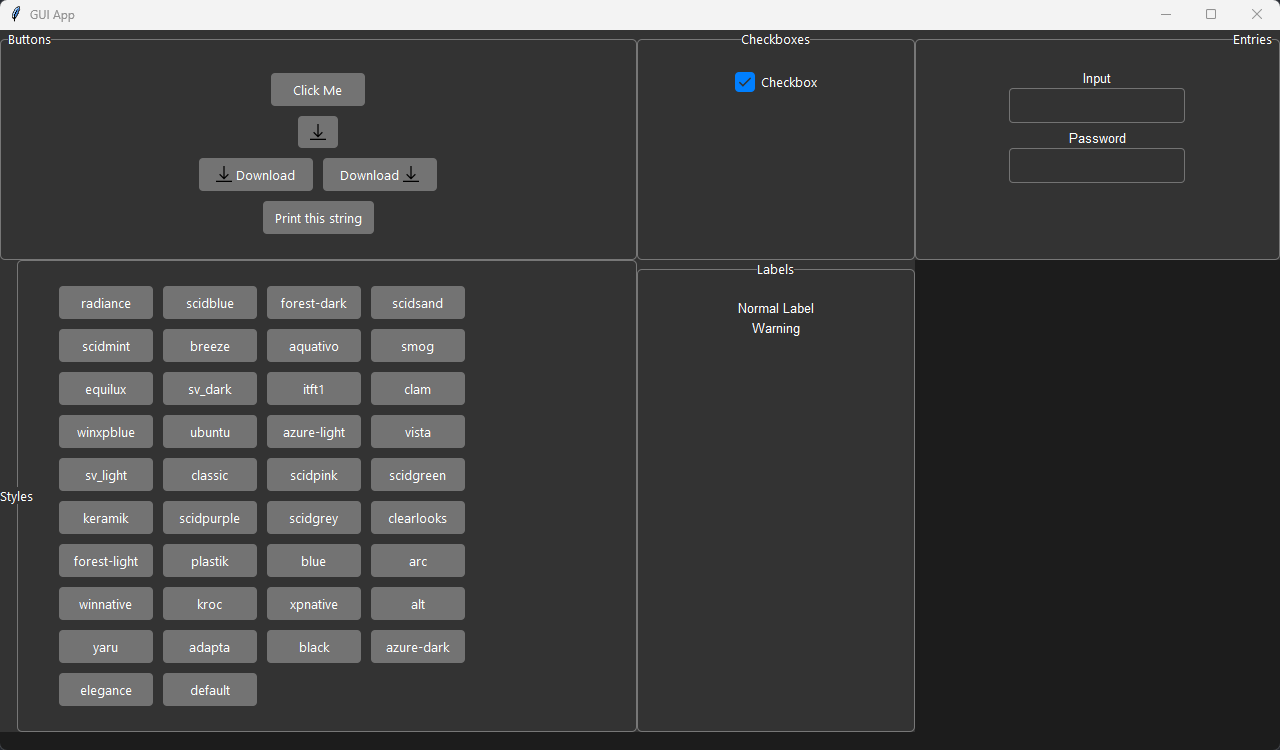 GUI App
Buttons
Click Me
Download Download
Print this string
Checkboxes
Checkbox
Entries
Input
Password
Styles
radiance scidblue forest-dark scidsand
scidmint breeze aquativo smog
equilux sv_dark itft1 clam
winxpblue ubuntu azure-light vista
sv_light classic scidpink scidgreen
keramik scidpurple scidgrey clearlooks
forest-light plastik blue arc
winnative kroc xpnative alt
yaru adapta black azure-dark
elegance default
Labels
Normal Label
Warning